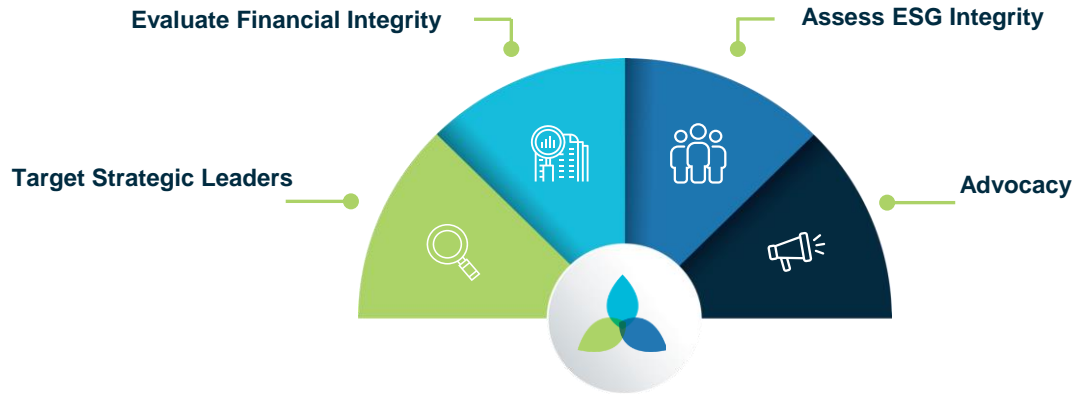 Evaluate Financial Integrity
Assess ESG Integrity
Target Strategic Leaders
Advocacy